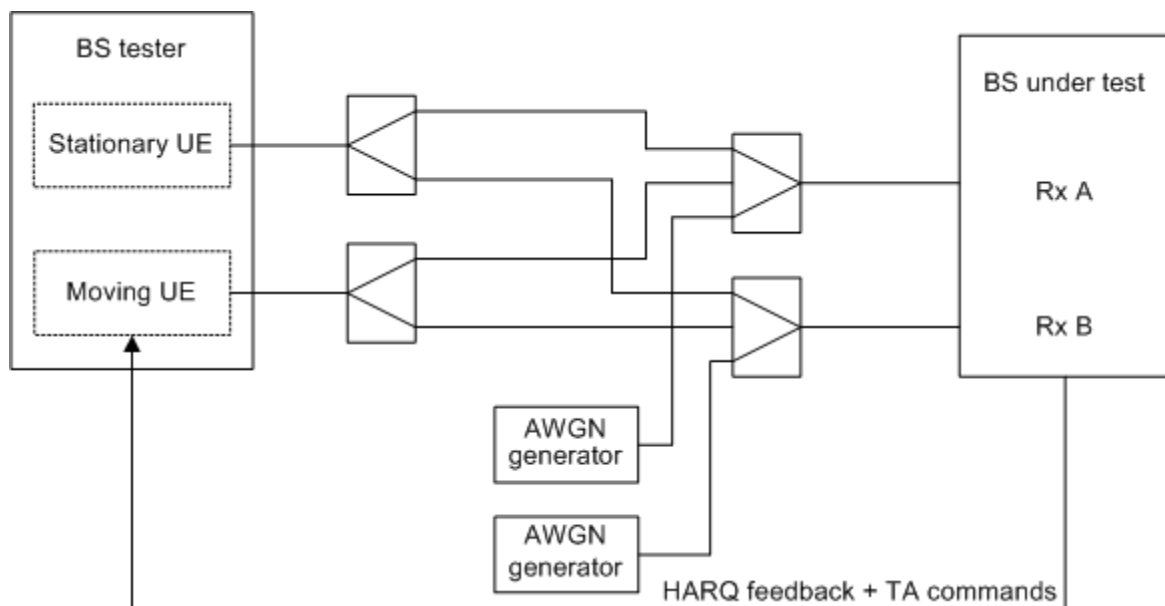 BS tester
Stationary UE
Moving UE
BS under test
Rx A
Rx B
AWGN
generator
AWGN
generator
HARQ feedback + TA commands